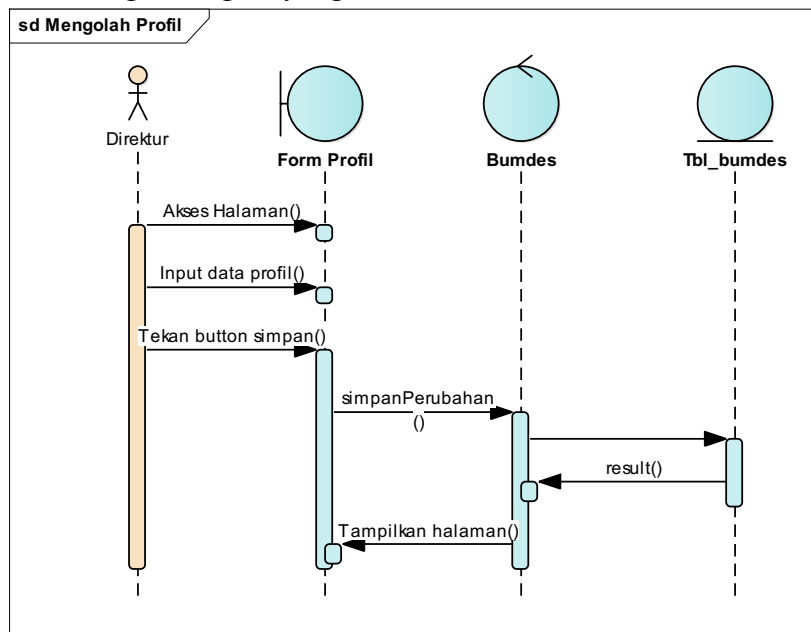 sd Mengolah Profil
Direktur
Form Profil
Bumdes
Tbl_bumdes
Akses Halaman()
Input data profil()
Tekan button simpan()
simpanPerubahan
()
result()
Tampilkan halaman()